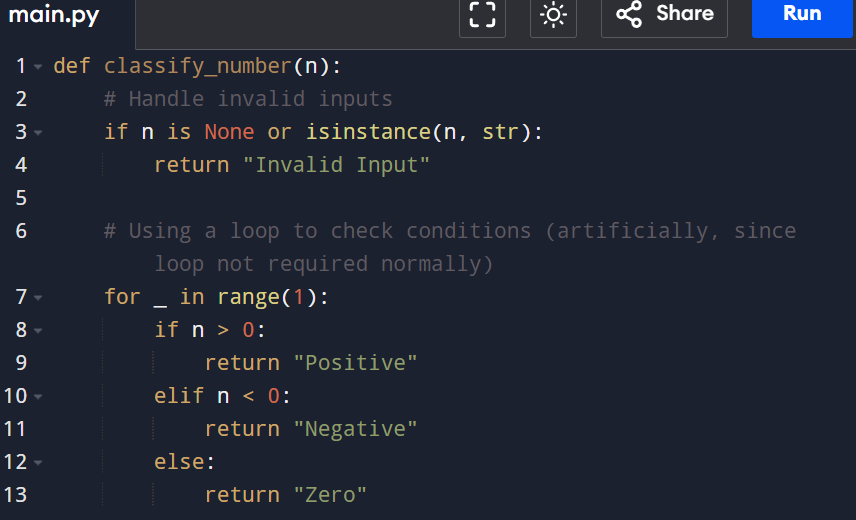 main.py
Share
Run
1 def classify_number(n):
2     # Handle invalid inputs
3     if n is None or isinstance(n, str):
4         return "Invalid Input"
5
6     # Using a loop to check conditions (artificially, since
        loop not required normally)
7     for _ in range(1):
8         if n > 0:
9             return "Positive"
10         elif n < 0:
11             return "Negative"
12         else:
13             return "Zero"